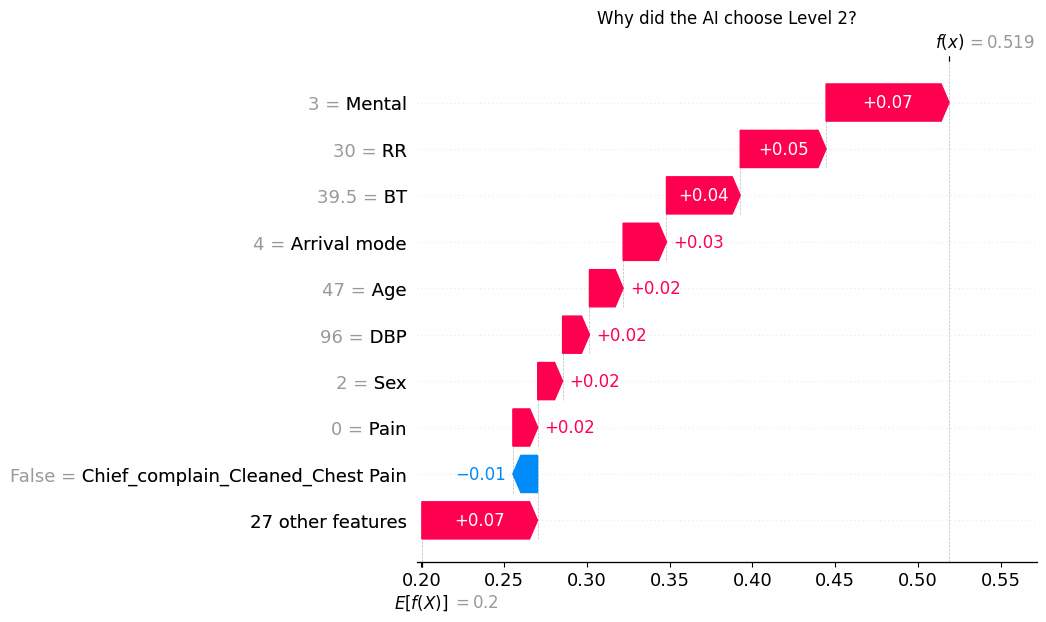 Why did the AI choose Level 2?
f(x) = 0.519
3 = Mental +0.07
30 = RR +0.05
39.5 = BT +0.04
4 = Arrival mode +0.03
47 = Age +0.02
96 = DBP +0.02
2 = Sex +0.02
0 = Pain +0.02
False = Chief_complain_Cleaned_Chest Pain −0.01
27 other features +0.07
0.20 0.25 0.30 0.35 0.40 0.45 0.50 0.55
E[f(X)] = 0.2